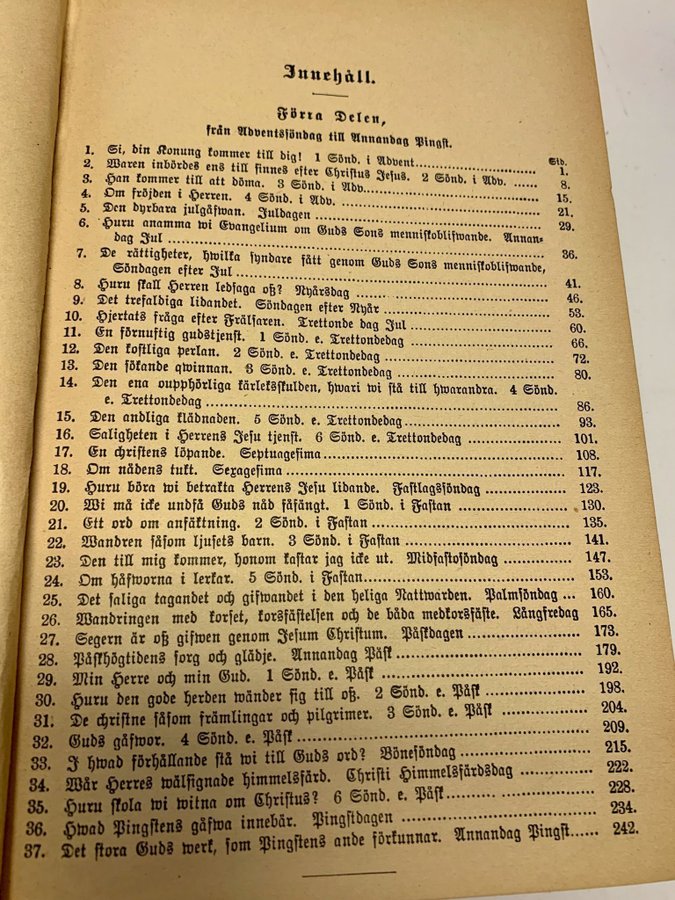 Innehåll.
Förra Delen,
från Adventsöndag till Annandag Pingst.
Sid.
1. Si, din Konung kommer till dig! 1 Sönd. i Advent.................... 1.
2. Waren inbördes ens till sinnes efter Christus Jesus. 2 Sönd. i Adv. ...... 8.
3. Han kommer till att döma. 3 Sönd. i Adv........................ 15.
4. Om fröjden i Herren. 4 Sönd. i Adv. ........................ 21.
5. Den dyrbara julgåfwan. Juldagen ........................ 29.
6. Huru anamma wi Evangelium om Guds Sons menniskobliswande. Annan-
dag Jul ........................ 36.
7. De rättigheter, hwilka syndare fått genom Guds Sons menniskobliswande,
Söndagen efter Jul ........................ 41.
8. Huru skall Herren ledsaga oß? Nyårsdag ........................ 46.
9. Det trefaldiga lidandet. Söndagen efter Nyår ........................ 53.
10. Hjertats fråga efter Frälsaren. Trettonde dag Jul ........................ 60.
11. En förnuftig gudstjenst. 1 Sönd. e. Trettondedag ........................ 66.
12. Den kostliga perlan. 2 Sönd. e. Trettondedag ........................ 72.
13. Den sökande qwinnan. 3 Sönd. e. Trettondedag ........................ 80.
14. Den ena oupphörliga kärleksskulden, hwari wi stå till hwarandra. 4 Sönd.
e. Trettondedag ........................ 86.
15. Den andliga klädnaden. 5 Sönd. e. Trettondedag ........................ 93.
16. Saligheten i Herrens Jesu tjenst. 6 Sönd. e. Trettondedag ............ 101.
17. En christens löpande. Septuagesima ........................ 108.
18. Om nådens tukt. Sexagesima ........................ 117.
19. Huru böra wi betrakta Herrens Jesu lidande. Fastlagsöndag ............ 123.
20. Wi må icke undfå Guds nåd fåfängt. 1 Sönd. i Fastan ............ 130.
21. Ett ord om anfäktning. 2 Sönd. i Fastan ........................ 135.
22. Wandren såsom ljusets barn. 3 Sönd. i Fastan ........................ 141.
23. Den till mig kommer, honom kastar jag icke ut. Midfastosöndag ............ 147.
24. Om håfworna i lerkar. 5 Sönd. i Fastan........................ 153.
25. Det saliga tagandet och gifwandet i den heliga Nattwarden. Palmsöndag ... 160.
26. Wandringen med korset, korsfästelsen och de båda medkorsfäste. Långfredag 165.
27. Segern är oß gifwen genom Jesum Christum. Påskdagen ............ 173.
28. Påskhögtidens sorg och glädje. Annandag Påsk ........................ 179.
29. Min Herre och min Gud. 1 Sönd. e. Påsk ........................ 192.
30. Huru den gode herden wänder sig till oß. 2 Sönd. e. Påsk ............ 198.
31. De christne såsom främlingar och pilgrimer. 3 Sönd. e. Påsk ............ 204.
32. Guds gåfwor. 4 Sönd. e. Påsk ........................ 209.
33. I hwad förhållande stå wi till Guds ord? Bönesöndag ............ 215.
34. Wår Herres wälsignade himmelsfärd. Christi Himmelsfärdsdag ............ 222.
35. Huru skola wi witna om Christus? 6 Sönd. e. Påsk........................ 228.
36. Hwad Pingstens gåfwa innebär. Pingstdagen ........................ 234.
37. Det stora Guds werk, som Pingstens ande förkunnar. Annandag Pingst...... 242.